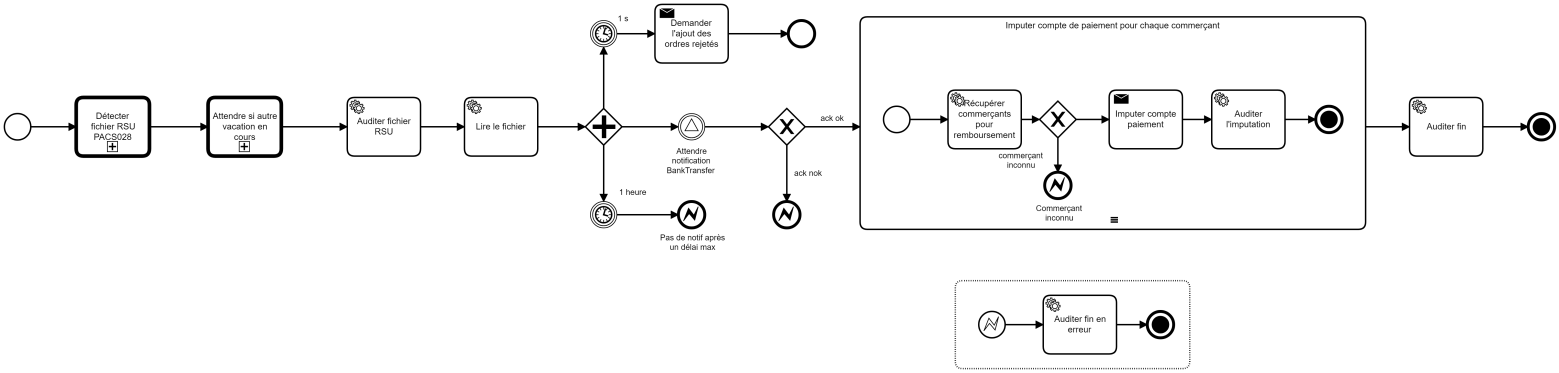 1 s
Demander
l'ajout des
ordres rejetés
Imputer compte de paiement pour chaque commerçant
Détecter
fichier RSU
PACS028
Attendre si autre
vacation en
cours
Auditer fichier
RSU
Lire le fichier
Attendre
notification
BankTransfer
ack ok
ack nok
1 heure
Pas de notif après
un délai max
Récupérer
commerçants
pour
remboursement
commerçant
inconnu
Commerçant
inconnu
Imputer compte
paiement
Auditer
l'imputation
Auditer fin
Auditer fin en
erreur